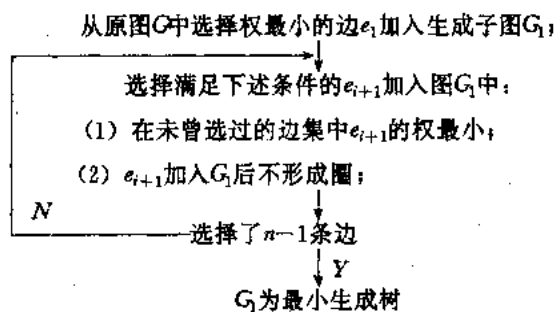 从原图G中选择权最小的边e₁加入生成子图G₁;
选择满足下述条件的eᵢ₊₁加入图G₁中:
(1) 在未曾选过的边集中eᵢ₊₁的权最小;
(2) eᵢ₊₁加入G₁后不形成圈;
N
选择了n-1条边
Y
G₁为最小生成树